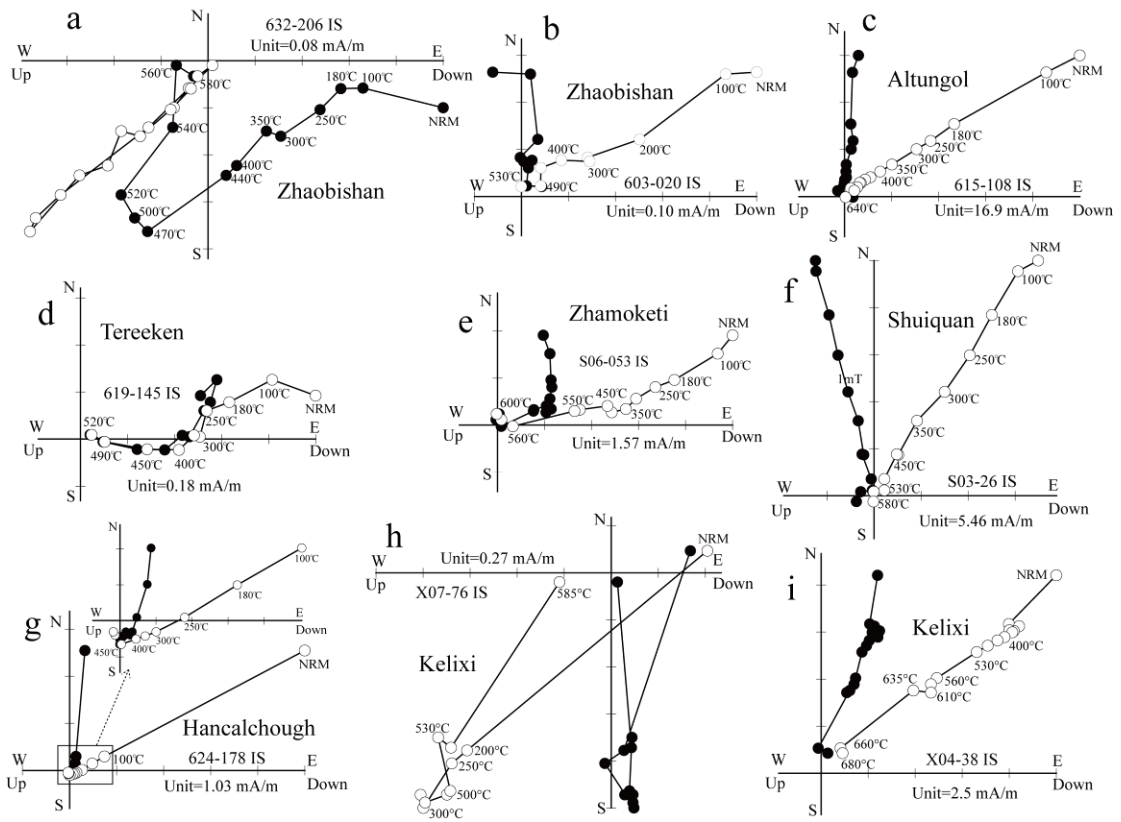 a
N
632-206 IS
Unit=0.08 mA/m
W
Up
E
Down
560℃
580℃
180℃
100℃
NRM
250℃
350℃
300℃
540℃
400℃
440℃
520℃
500℃
470℃
Zhaobishan
S
b
N
Zhaobishan
100℃
NRM
200℃
400℃
300℃
530℃
490℃
W
Up
E
Down
603-020 IS
Unit=0.10 mA/m
S
c
N
Altungol
NRM
100℃
180℃
250℃
300℃
350℃
400℃
640℃
W
Up
E
Down
615-108 IS
Unit=16.9 mA/m
S
d
N
Tereeken
619-145 IS
100℃
NRM
180℃
250℃
300℃
520℃
490℃
450℃
400℃
W
Up
E
Down
Unit=0.18 mA/m
S
e
N
Zhamoketi
S06-053 IS
NRM
100℃
180℃
250℃
350℃
450℃
550℃
600℃
560℃
W
Up
E
Down
Unit=1.57 mA/m
S
f
N
NRM
100℃
Shuiquan
180℃
250℃
1mT
300℃
350℃
450℃
530℃
580℃
W
Up
E
Down
S03-26 IS
Unit=5.46 mA/m
S
g
N
100℃
180℃
250℃
300℃
400℃
450℃
W
Up
E
Down
S
N
NRM
Hancalchough
100℃
624-178 IS
W
Up
E
Down
Unit=1.03 mA/m
S
h
N
Unit=0.27 mA/m
NRM
W
Up
E
Down
X07-76 IS
585°C
Kelixi
530°C
200°C
250°C
500°C
300°C
S
i
N
NRM
Kelixi
400°C
530°C
560°C
635°C
610°C
660°C
680°C
W
Up
E
Down
X04-38 IS
Unit=2.5 mA/m
S